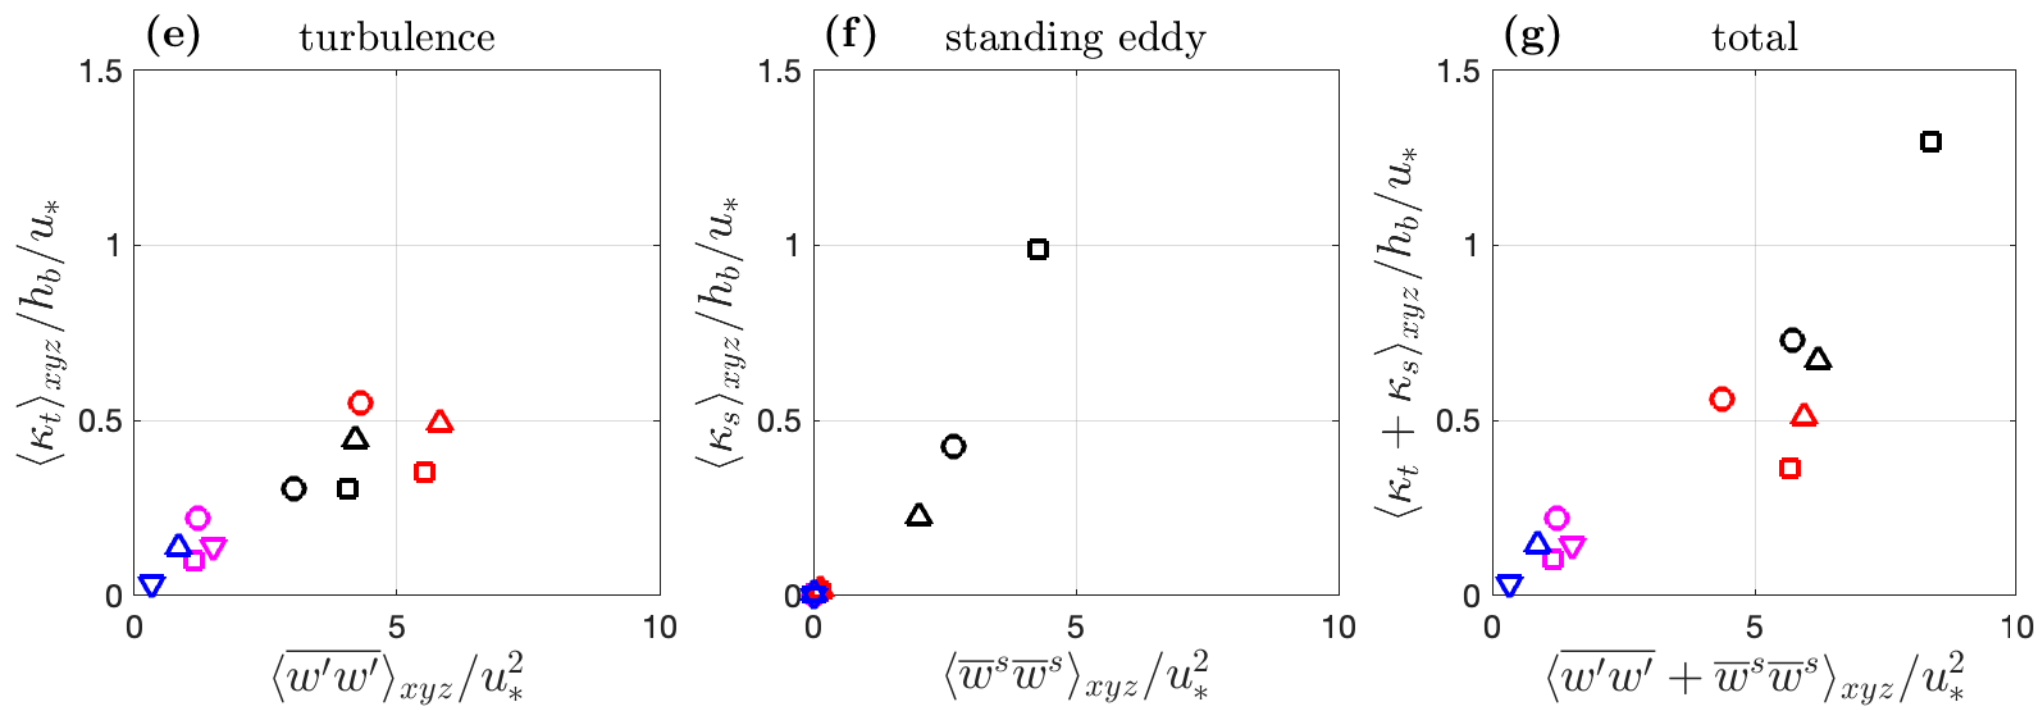 (e) turbulence
1.5
1
0.5
0
0 5 10
⟨κ_t⟩_{xyz}/h_b/u_*
⟨\overline{w'w'}⟩_{xyz}/u_*^2
(f) standing eddy
1.5
1
0.5
0
0 5 10
⟨κ_s⟩_{xyz}/h_b/u_*
⟨\overline{w}^s\overline{w}^s⟩_{xyz}/u_*^2
(g) total
1.5
1
0.5
0
0 5 10
⟨κ_t + κ_s⟩_{xyz}/h_b/u_*
⟨\overline{w'w'} + \overline{w}^s\overline{w}^s⟩_{xyz}/u_*^2